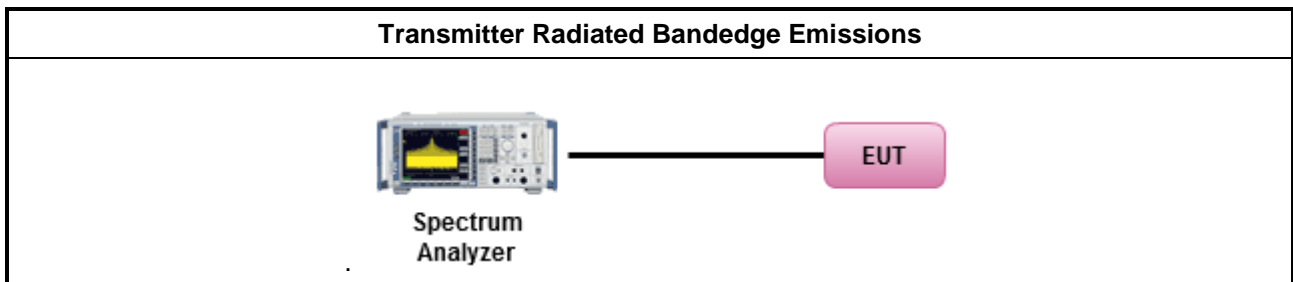 Transmitter Radiated Bandedge Emissions
EUT
Spectrum
Analyzer
.